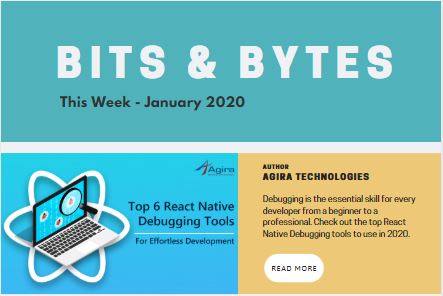 BITS & BYTES
This Week - January 2020
Agira
Top 6 React Native
Debugging Tools
For Effortless Development
AUTHOR
AGIRA TECHNOLOGIES
Debugging is the essential skill for every
developer from a beginner to a
professional. Check out the top React
Native Debugging tools to use in 2020.
READ MORE